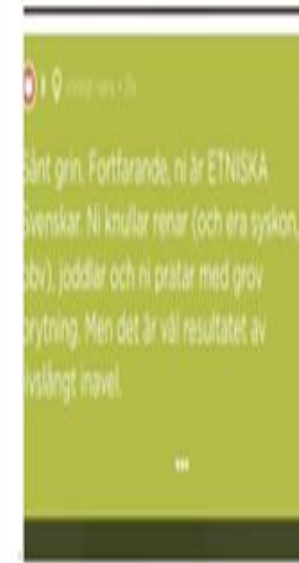 Sånt grin. Fortfarande, ni är ETNISKA
Svenskar. Ni knullar renar (och era syskon,
obv), joddlar och ni pratar med grov
brytning. Men det är väl resultatet av
livslångt inavel.